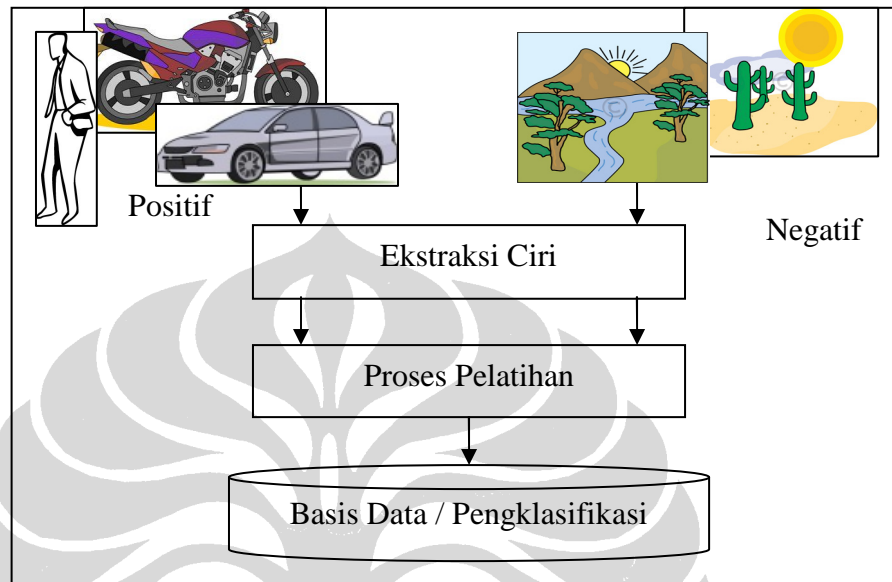 Positif
Negatif
Ekstraksi Ciri
Proses Pelatihan
Basis Data / Pengklasifikasi